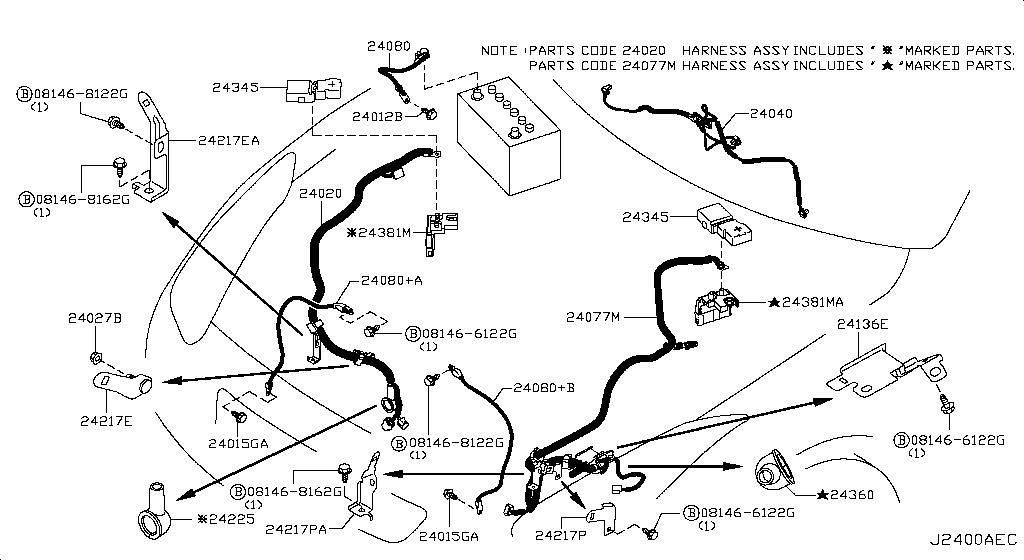 NOTE : PARTS CODE 24020 HARNESS ASSY INCLUDES " ※ "MARKED PARTS.
PARTS CODE 24077M HARNESS ASSY INCLUDES " ★ "MARKED PARTS.
24080
24345
24012B
Ⓑ08146-8122G
(1)
24217EA
Ⓑ08146-8162G
(1)
24020
※24381M
24040
24345
24080+A
★24381MA
24077M
24136E
24027B
Ⓑ08146-6122G
(1)
24217E
24015GA
24080+B
Ⓑ08146-8122G
(1)
Ⓑ08146-6122G
(1)
Ⓑ08146-8162G
(1)
※24225
24217PA
24015GA
24217P
Ⓑ08146-6122G
(1)
★24360
J2400AEC